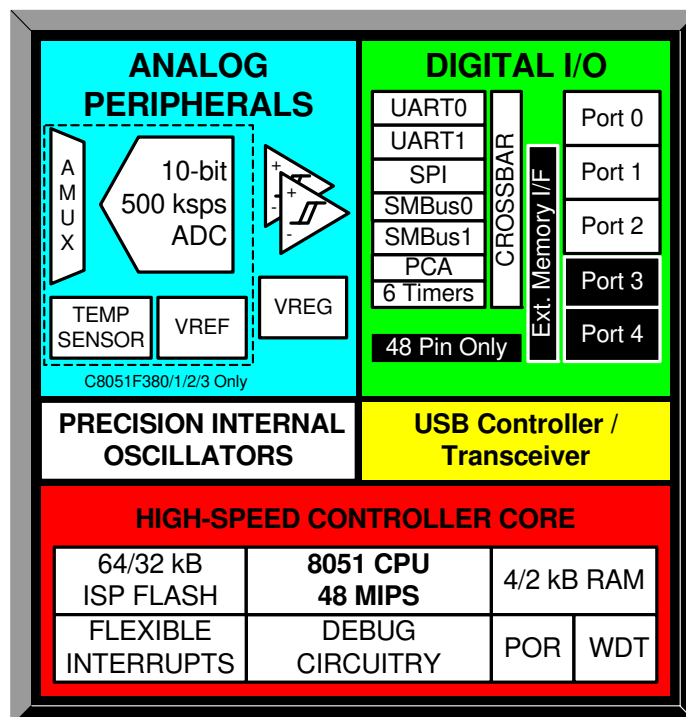 ANALOG
PERIPHERALS
A
M
U
X
10-bit
500 ksps
ADC
+
-
+
-
TEMP
SENSOR
VREF
VREG
C8051F380/1/2/3 Only
DIGITAL I/O
UART0
UART1
SPI
SMBus0
SMBus1
PCA
6 Timers
CROSSBAR
Ext. Memory I/F
Port 0
Port 1
Port 2
Port 3
Port 4
48 Pin Only
PRECISION INTERNAL
OSCILLATORS
USB Controller /
Transceiver
HIGH-SPEED CONTROLLER CORE
64/32 kB
ISP FLASH
8051 CPU
48 MIPS
4/2 kB RAM
FLEXIBLE
INTERRUPTS
DEBUG
CIRCUITRY
POR
WDT